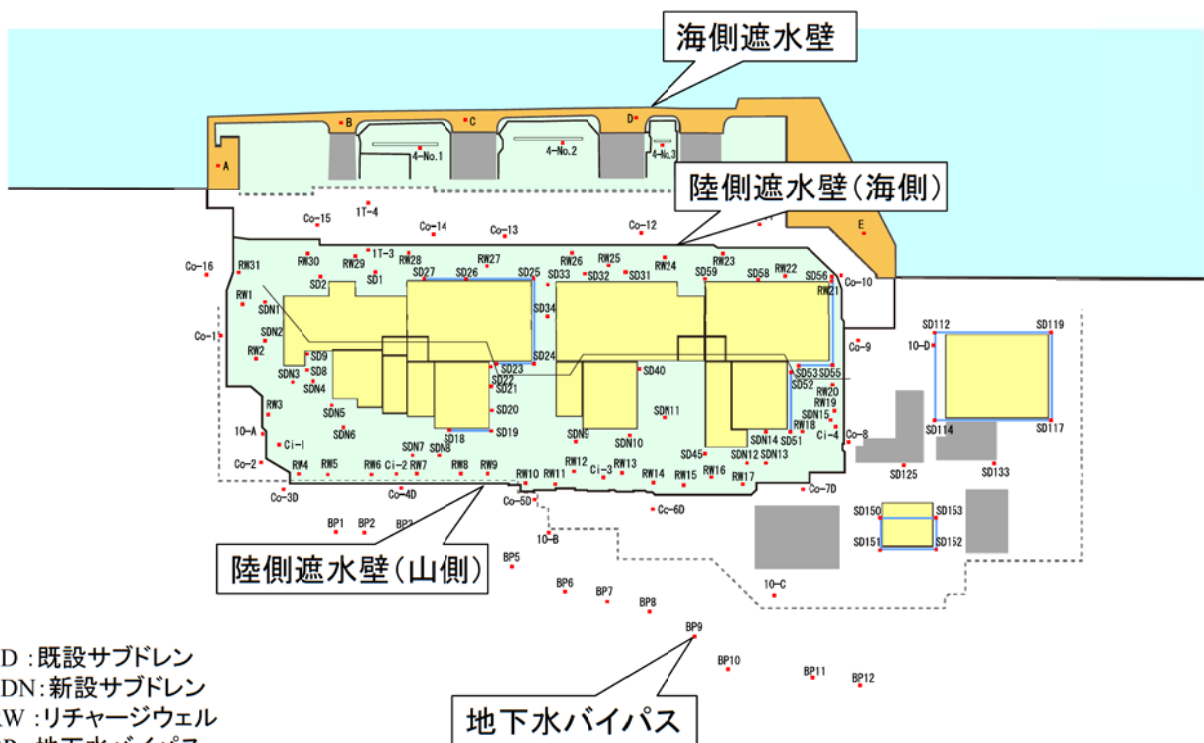 海側遮水壁
B
C
D
4-No.1
4-No.2
4-No.3
A
陸側遮水壁(海側)
1T-4
Co-15
Co-14
Co-13
Co-12
E
Co-16
RW31
RW30
1T-3
RW29
RW28
RW27
RW26
RW25
RW24
RW23
SD2
SD1
SD27
SD26
SD25
SD33
SD32
SD31
SD59
SD58
RW22
SD56
Co-10
RW21
RW1
SDN1
SD34
SDN2
Co-1
RW2
SD9
SD8
SDN3
SDN4
SD24
SD23
SD22
SD21
SD40
SD53
SD55
SD52
Co-9
SD112
SD119
10-D
RW20
RW3
SDN5
SD20
SDN11
RW19
SDN15
10-A
Ci-1
SDN6
SD18
SD19
SDN9
SDN10
SDN14
SD51
RW18
Ci-4
Co-8
SD114
SD117
Co-2
SDN7
SDN8
SD45
SDN12
SDN13
SD125
SD133
RW4
RW5
RW6
Ci-2
RW7
RW8
RW9
RW10
RW11
RW12
Ci-3
RW13
RW14
RW15
RW16
RW17
Co-3D
Co-4D
Co-5D
Co-6D
Co-7D
BP1
BP2
BP3
10-B
SD150
SD153
SD151
SD152
陸側遮水壁(山側)
BP5
BP6
BP7
BP8
10-C
BP9
BP10
BP11
BP12
D :既設サブドレン
DN:新設サブドレン
RW :リチャージウェル
地下水バイパス
地下水バイパス